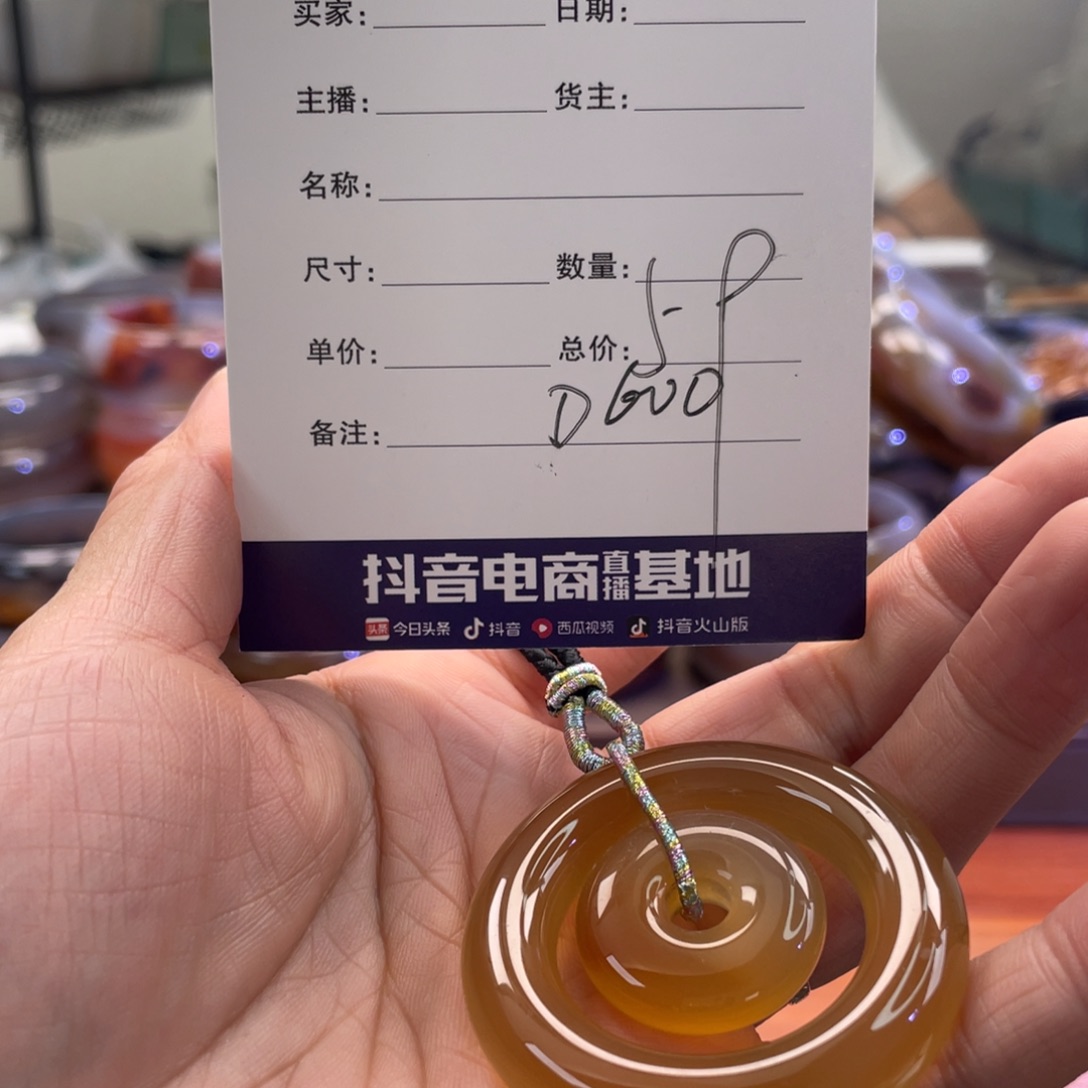 买家: 日期:
主播: 货主:
名称:
尺寸: 数量:
单价: 总价:
备注:
抖音电商直播基地
头条 今日头条 抖音 西瓜视频 抖音火山版